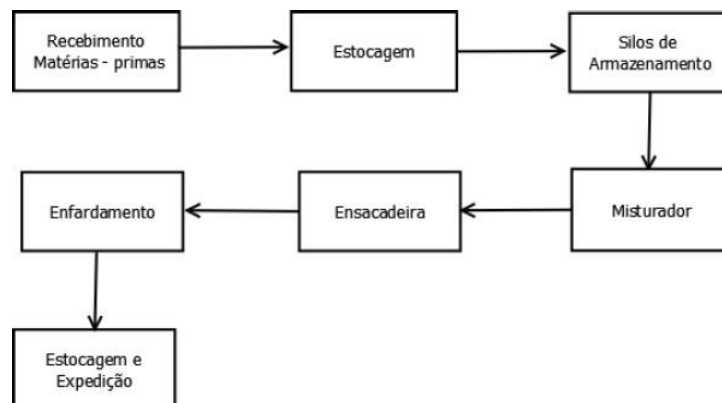 Recebimento
Matérias - primas
Estocagem
Silos de
Armazenamento
Misturador
Ensacadeira
Enfardamento
Estocagem e
Expedição